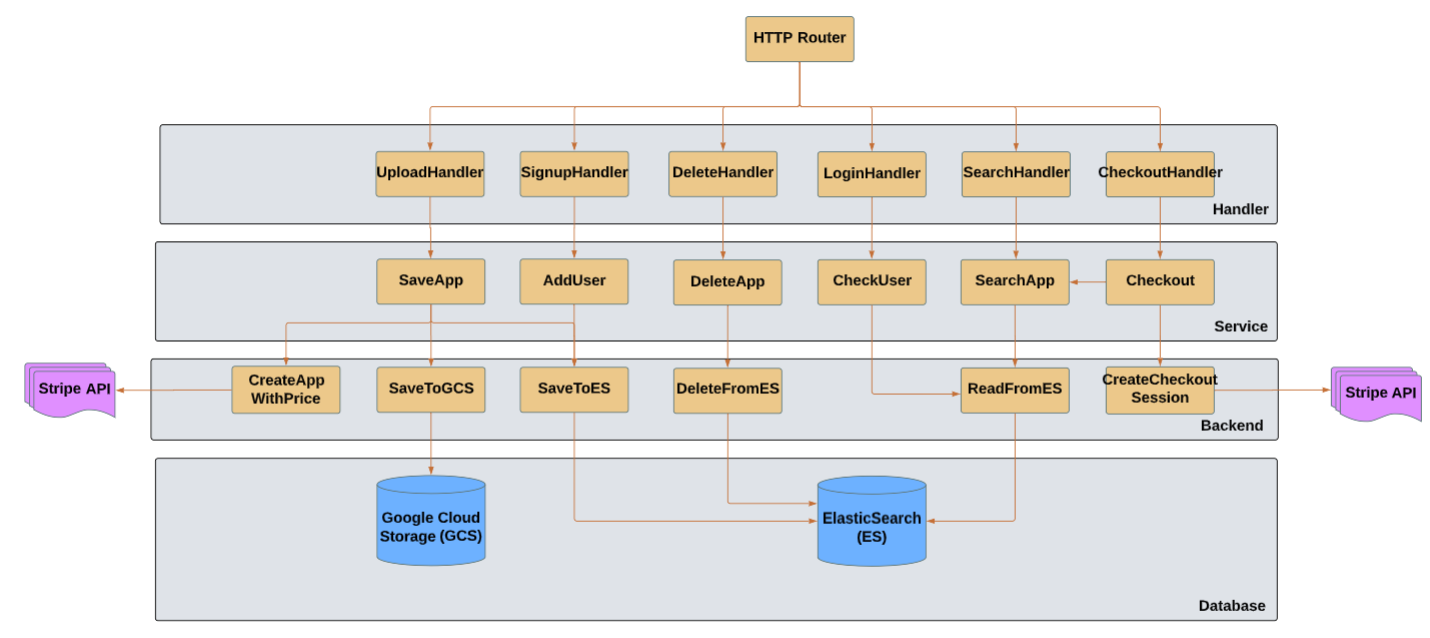 HTTP Router
UploadHandler
SignupHandler
DeleteHandler
LoginHandler
SearchHandler
CheckoutHandler
Handler
SaveApp
AddUser
DeleteApp
CheckUser
SearchApp
Checkout
Service
Stripe API
CreateApp
WithPrice
SaveToGCS
SaveToES
DeleteFromES
ReadFromES
CreateCheckout
Session
Stripe API
Backend
Google Cloud
Storage (GCS)
ElasticSearch
(ES)
Database